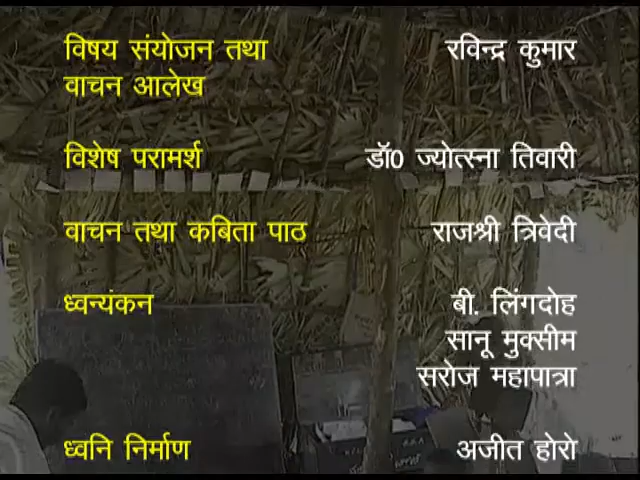 विषय संयोजन तथा रविन्द्र कुमार
वाचन आलेख
विशेष परामर्श डॉ0 ज्योत्स्ना तिवारी
वाचन तथा कबिता पाठ राजश्री त्रिवेदी
ध्वन्यंकन बी. लिंगदोह
सानू मुक्सीम
सरोज महापात्रा
ध्वनि निर्माण अजीत होरो